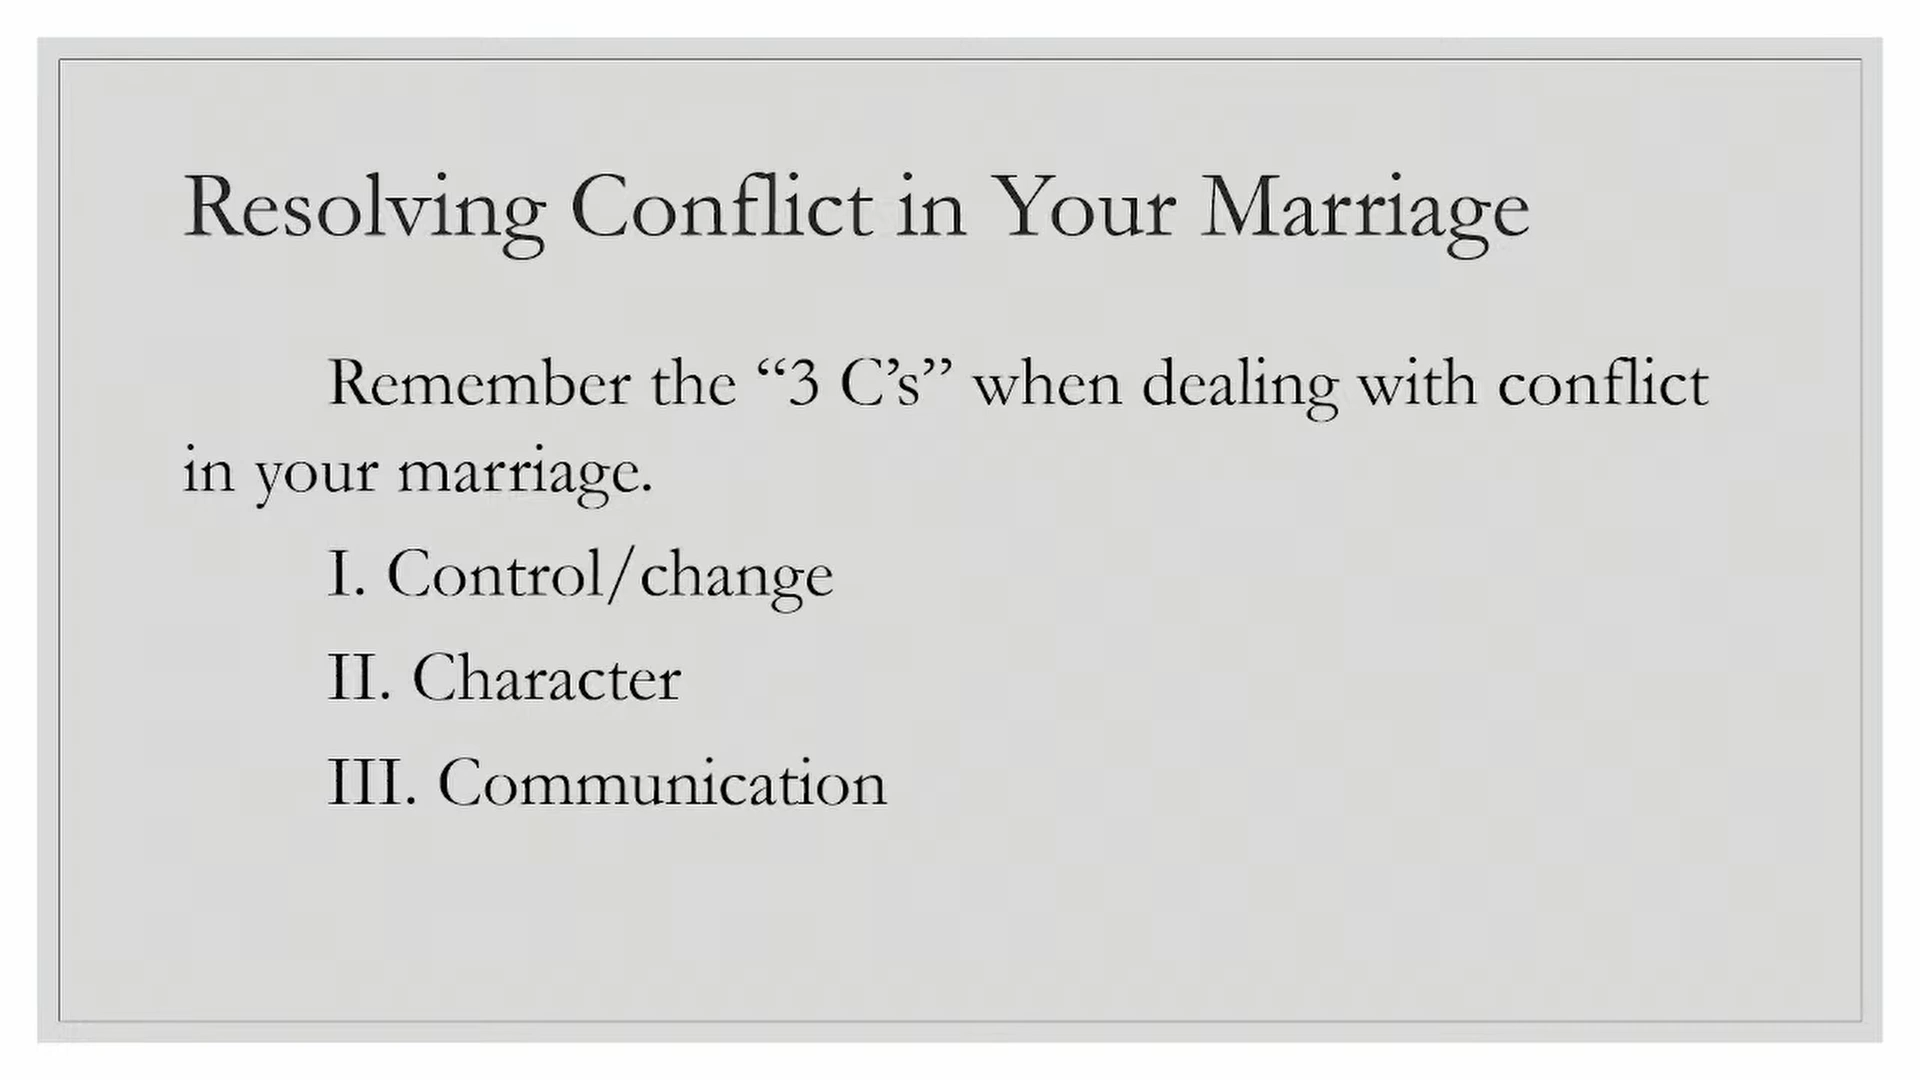 Resolving Conflict in Your Marriage
Remember the “3 C’s” when dealing with conflict
in your marriage.
I. Control/change
II. Character
III. Communication